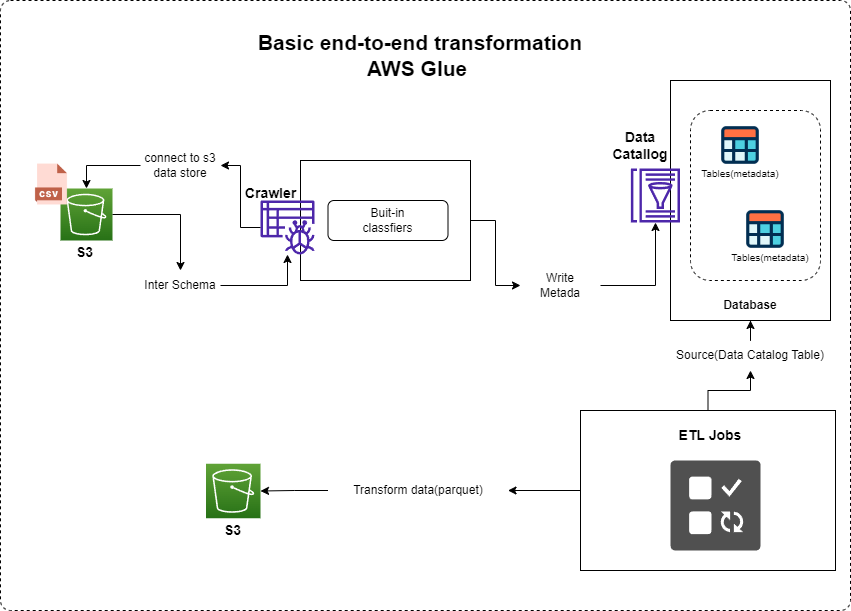 Basic end-to-end transformation
AWS Glue
connect to s3
data store
CSV
S3
Inter Schema
Crawler
Buit-in
classfiers
Write
Metada
Data
Catallog
Tables(metadata)
Tables(metadata)
Database
Source(Data Catalog Table)
ETL Jobs
Transform data(parquet)
S3